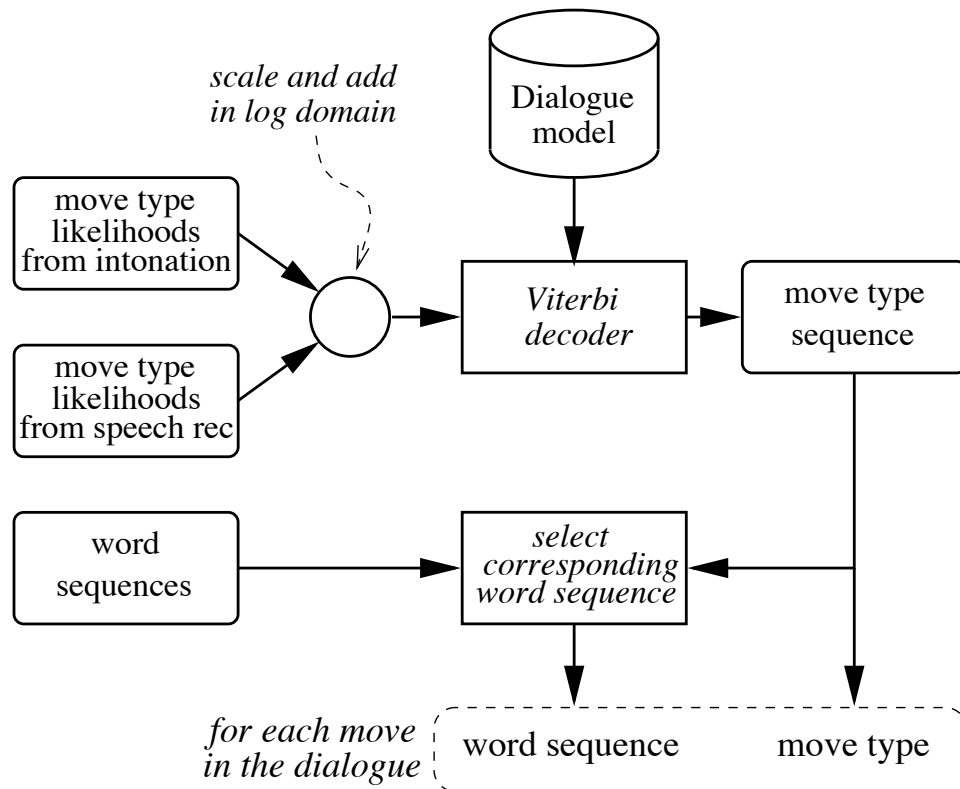 scale and add
in log domain
Dialogue
model
move type
likelihoods
from intonation
Viterbi
decoder
move type
sequence
move type
likelihoods
from speech rec
word
sequences
select
corresponding
word sequence
for each move
in the dialogue
word sequence
move type